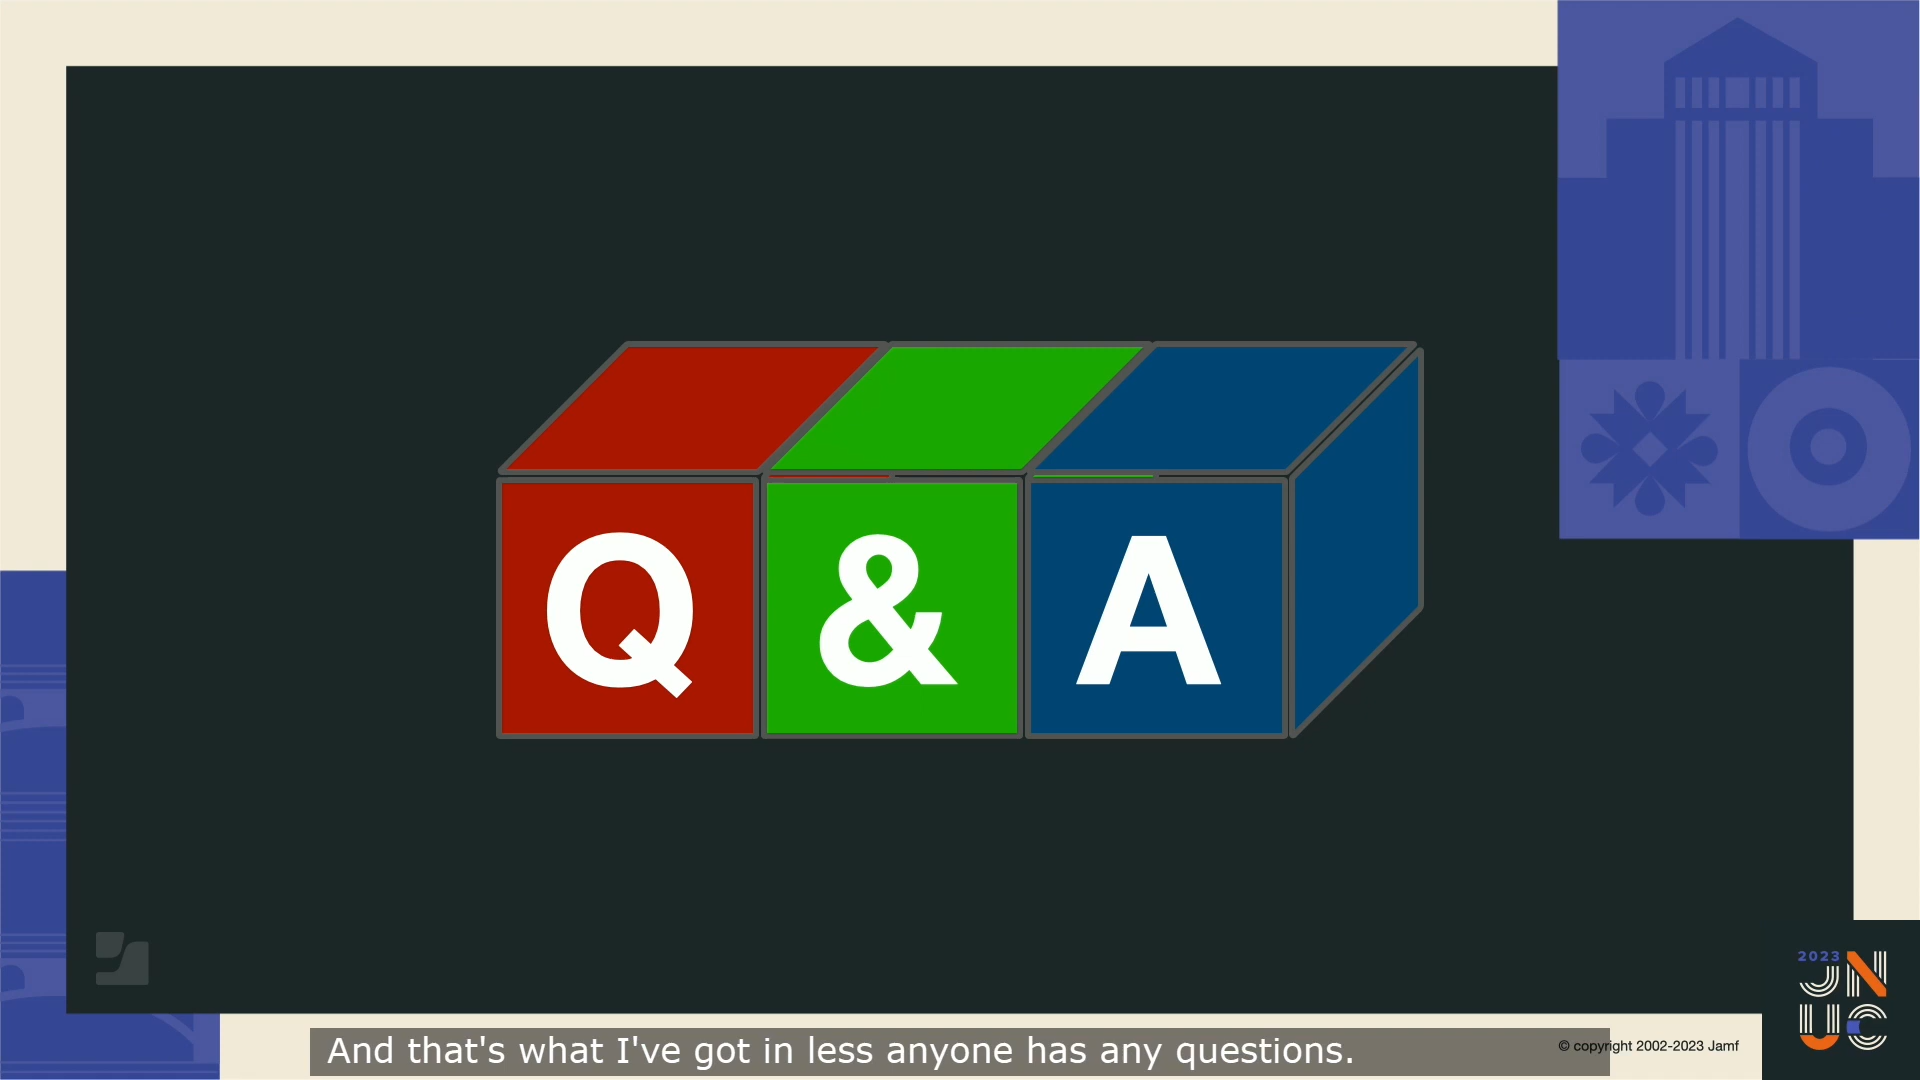 Q & A
2023
JN
UC
And that's what I've got in less anyone has any questions.
© copyright 2002-2023 Jamf